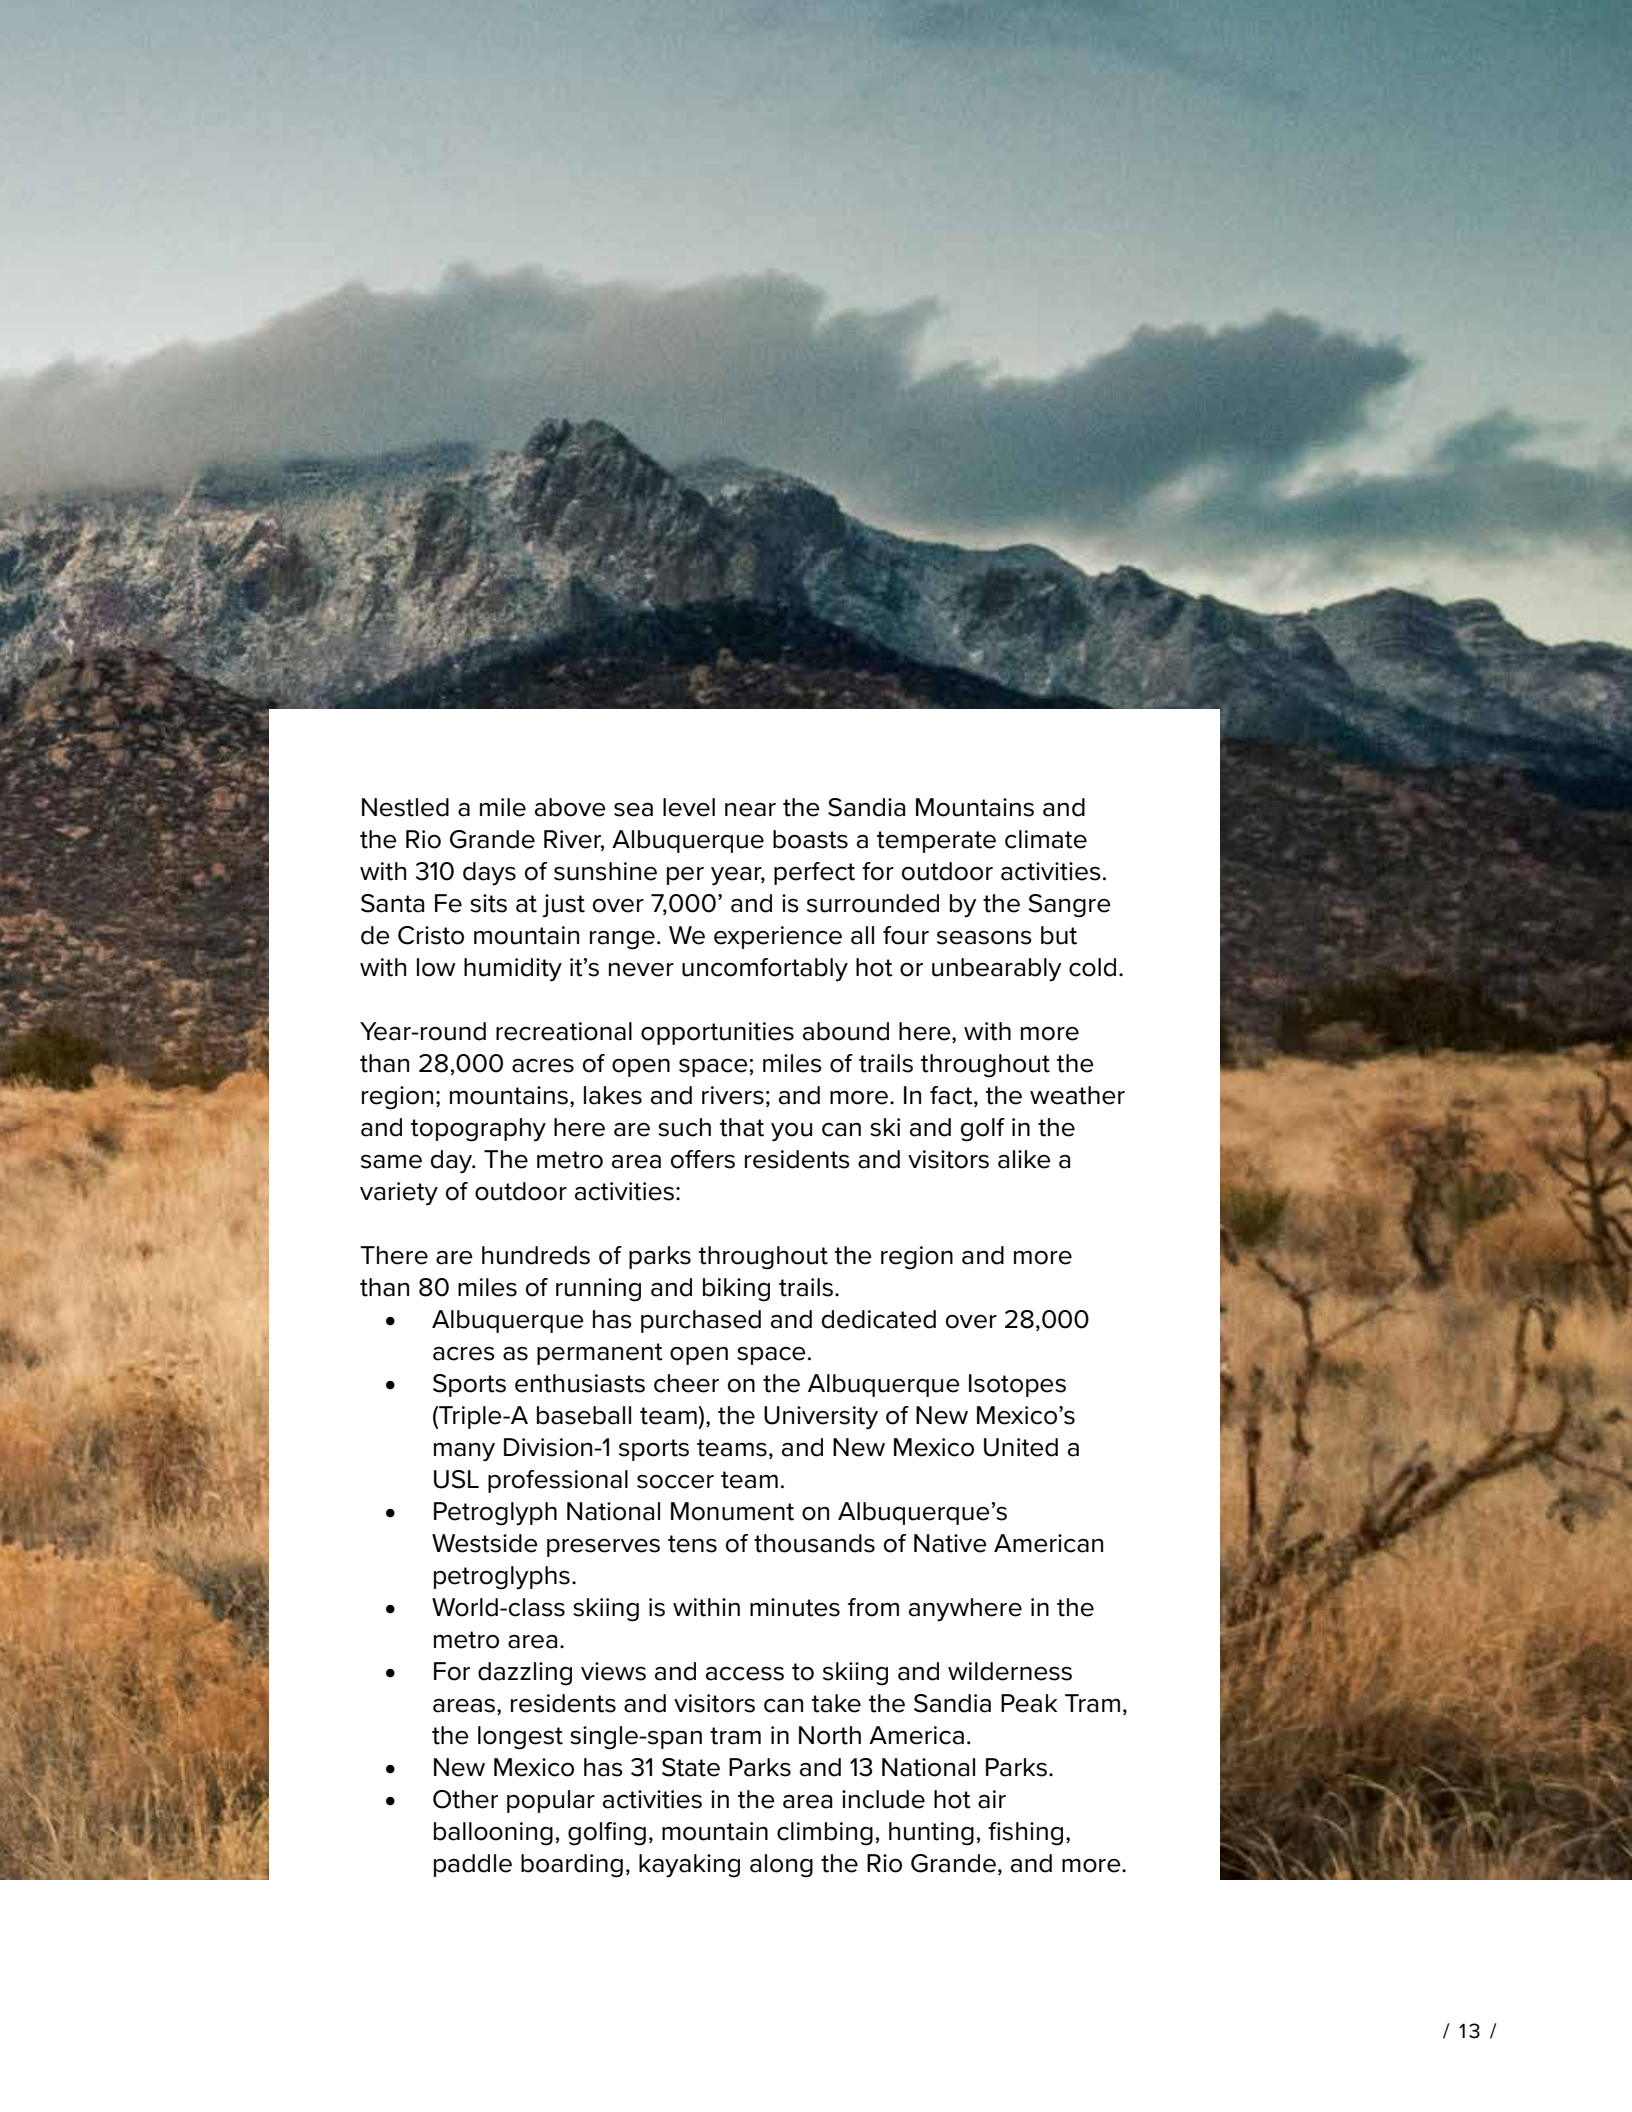 Nestled a mile above sea level near the Sandia Mountains and
the Rio Grande River, Albuquerque boasts a temperate climate
with 310 days of sunshine per year, perfect for outdoor activities.
Santa Fe sits at just over 7,000’ and is surrounded by the Sangre
de Cristo mountain range. We experience all four seasons but
with low humidity it’s never uncomfortably hot or unbearably cold.
Year-round recreational opportunities abound here, with more
than 28,000 acres of open space; miles of trails throughout the
region; mountains, lakes and rivers; and more. In fact, the weather
and topography here are such that you can ski and golf in the
same day. The metro area offers residents and visitors alike a
variety of outdoor activities:
There are hundreds of parks throughout the region and more
than 80 miles of running and biking trails.
• Albuquerque has purchased and dedicated over 28,000
acres as permanent open space.
• Sports enthusiasts cheer on the Albuquerque Isotopes
(Triple-A baseball team), the University of New Mexico’s
many Division-1 sports teams, and New Mexico United a
USL professional soccer team.
• Petroglyph National Monument on Albuquerque’s
Westside preserves tens of thousands of Native American
petroglyphs.
• World-class skiing is within minutes from anywhere in the
metro area.
• For dazzling views and access to skiing and wilderness
areas, residents and visitors can take the Sandia Peak Tram,
the longest single-span tram in North America.
• New Mexico has 31 State Parks and 13 National Parks.
• Other popular activities in the area include hot air
ballooning, golfing, mountain climbing, hunting, fishing,
paddle boarding, kayaking along the Rio Grande, and more.
/ 13 /